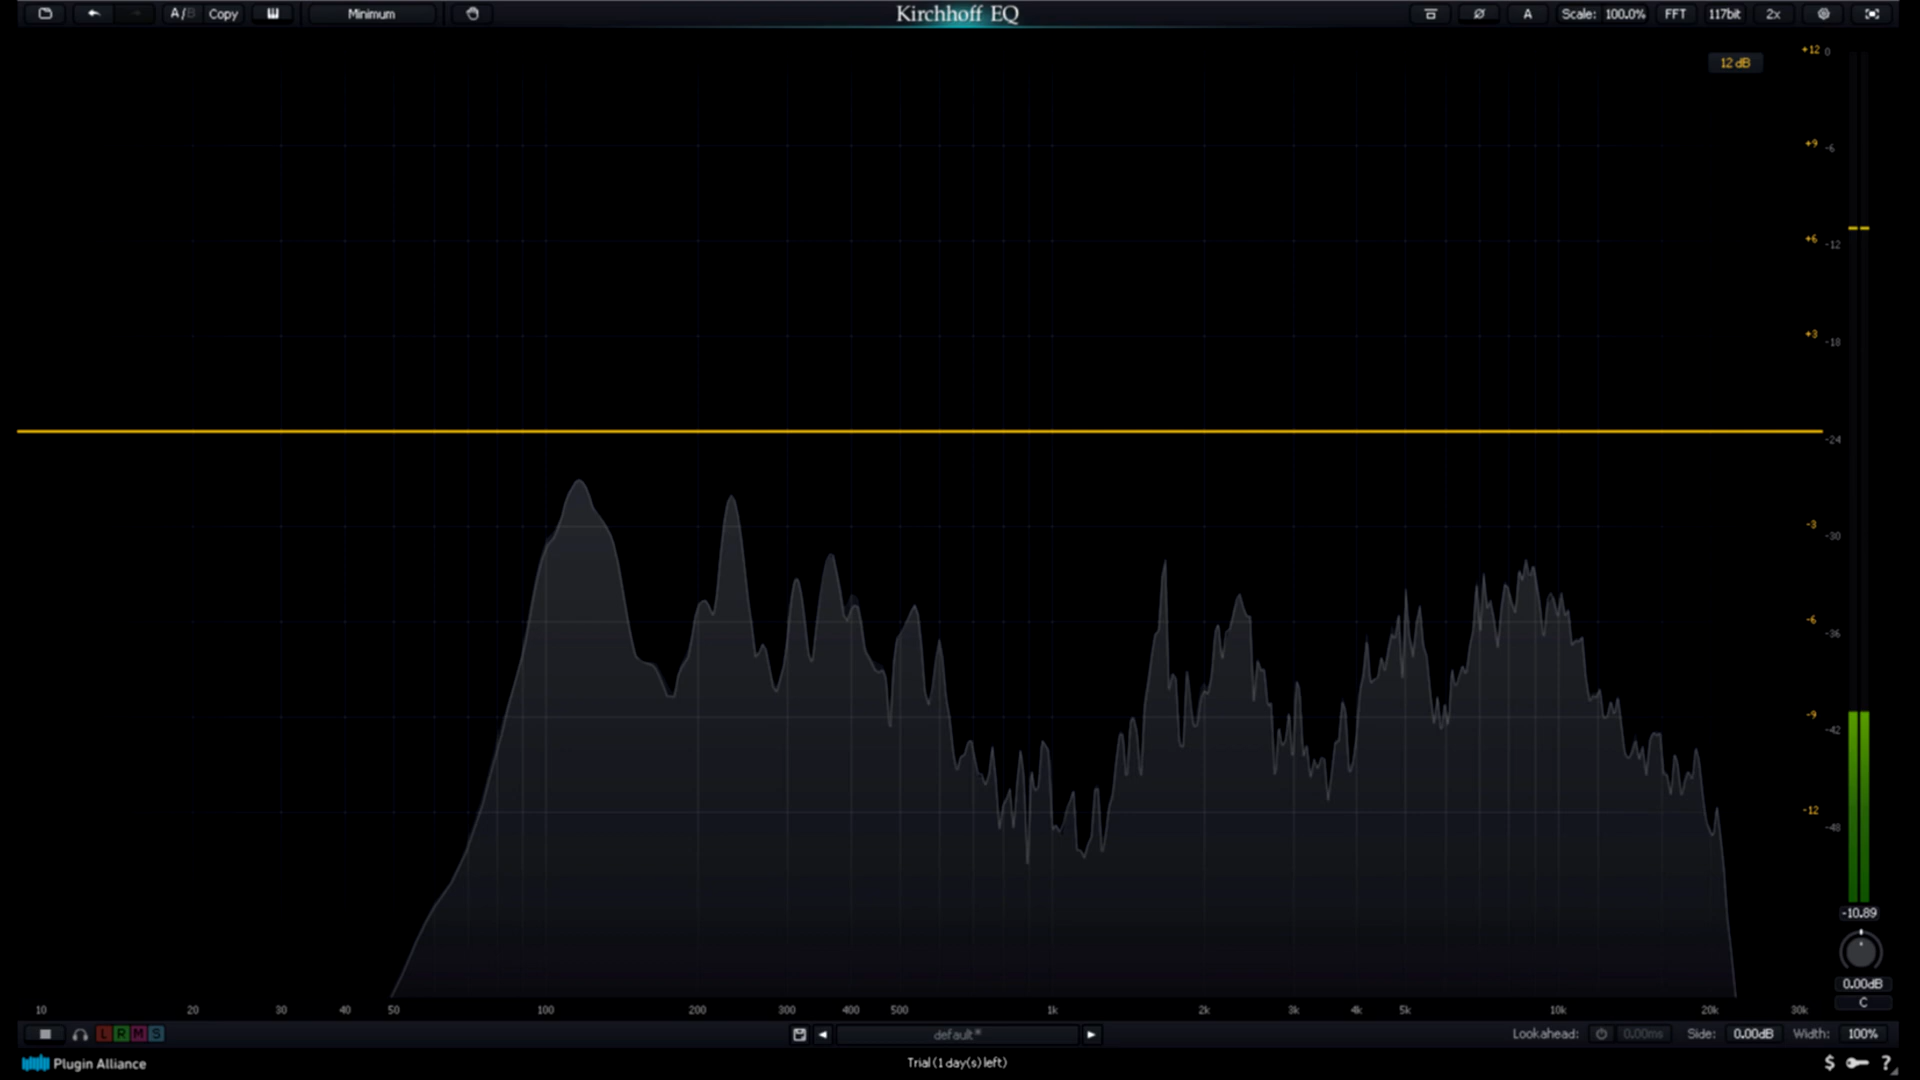 A/B Copy Minimum Kirchhoff EQ A Scale: 100.0% FFT 117bit 2x
12 dB
+12 0
+9 -6
+6 -12
+3 -18
-24
-3 -30
-6 -36
-9 -42
-12 -48
-10.89
0.00dB
C
10 20 30 40 50 100 200 300 400 500 1k 2k 3k 4k 5k 10k 20k 30k
L R M S default* Lookahead: 0.00ms Side: 0.00dB Width: 100%
Plugin Alliance Trial (1 day(s) left) $ ?